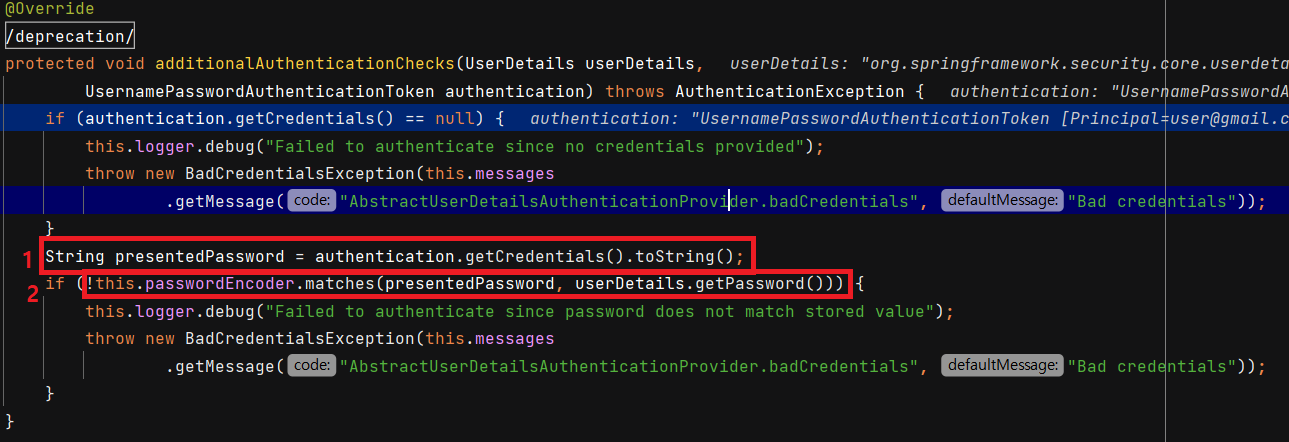 @Override
/deprecation/
protected void additionalAuthenticationChecks(UserDetails userDetails,   userDetails: "org.springframework.security.core.userdeta
        UsernamePasswordAuthenticationToken authentication) throws AuthenticationException {   authentication: "UsernamePasswordA
    if (authentication.getCredentials() == null) {   authentication: "UsernamePasswordAuthenticationToken [Principal=user@gmail.c
        this.logger.debug("Failed to authenticate since no credentials provided");
        throw new BadCredentialsException(this.messages
                .getMessage( code: "AbstractUserDetailsAuthenticationProvider.badCredentials", defaultMessage: "Bad credentials"));
    }
1 String presentedPassword = authentication.getCredentials().toString();
2 if (!this.passwordEncoder.matches(presentedPassword, userDetails.getPassword())) {
        this.logger.debug("Failed to authenticate since password does not match stored value");
        throw new BadCredentialsException(this.messages
                .getMessage( code: "AbstractUserDetailsAuthenticationProvider.badCredentials", defaultMessage: "Bad credentials"));
    }
}